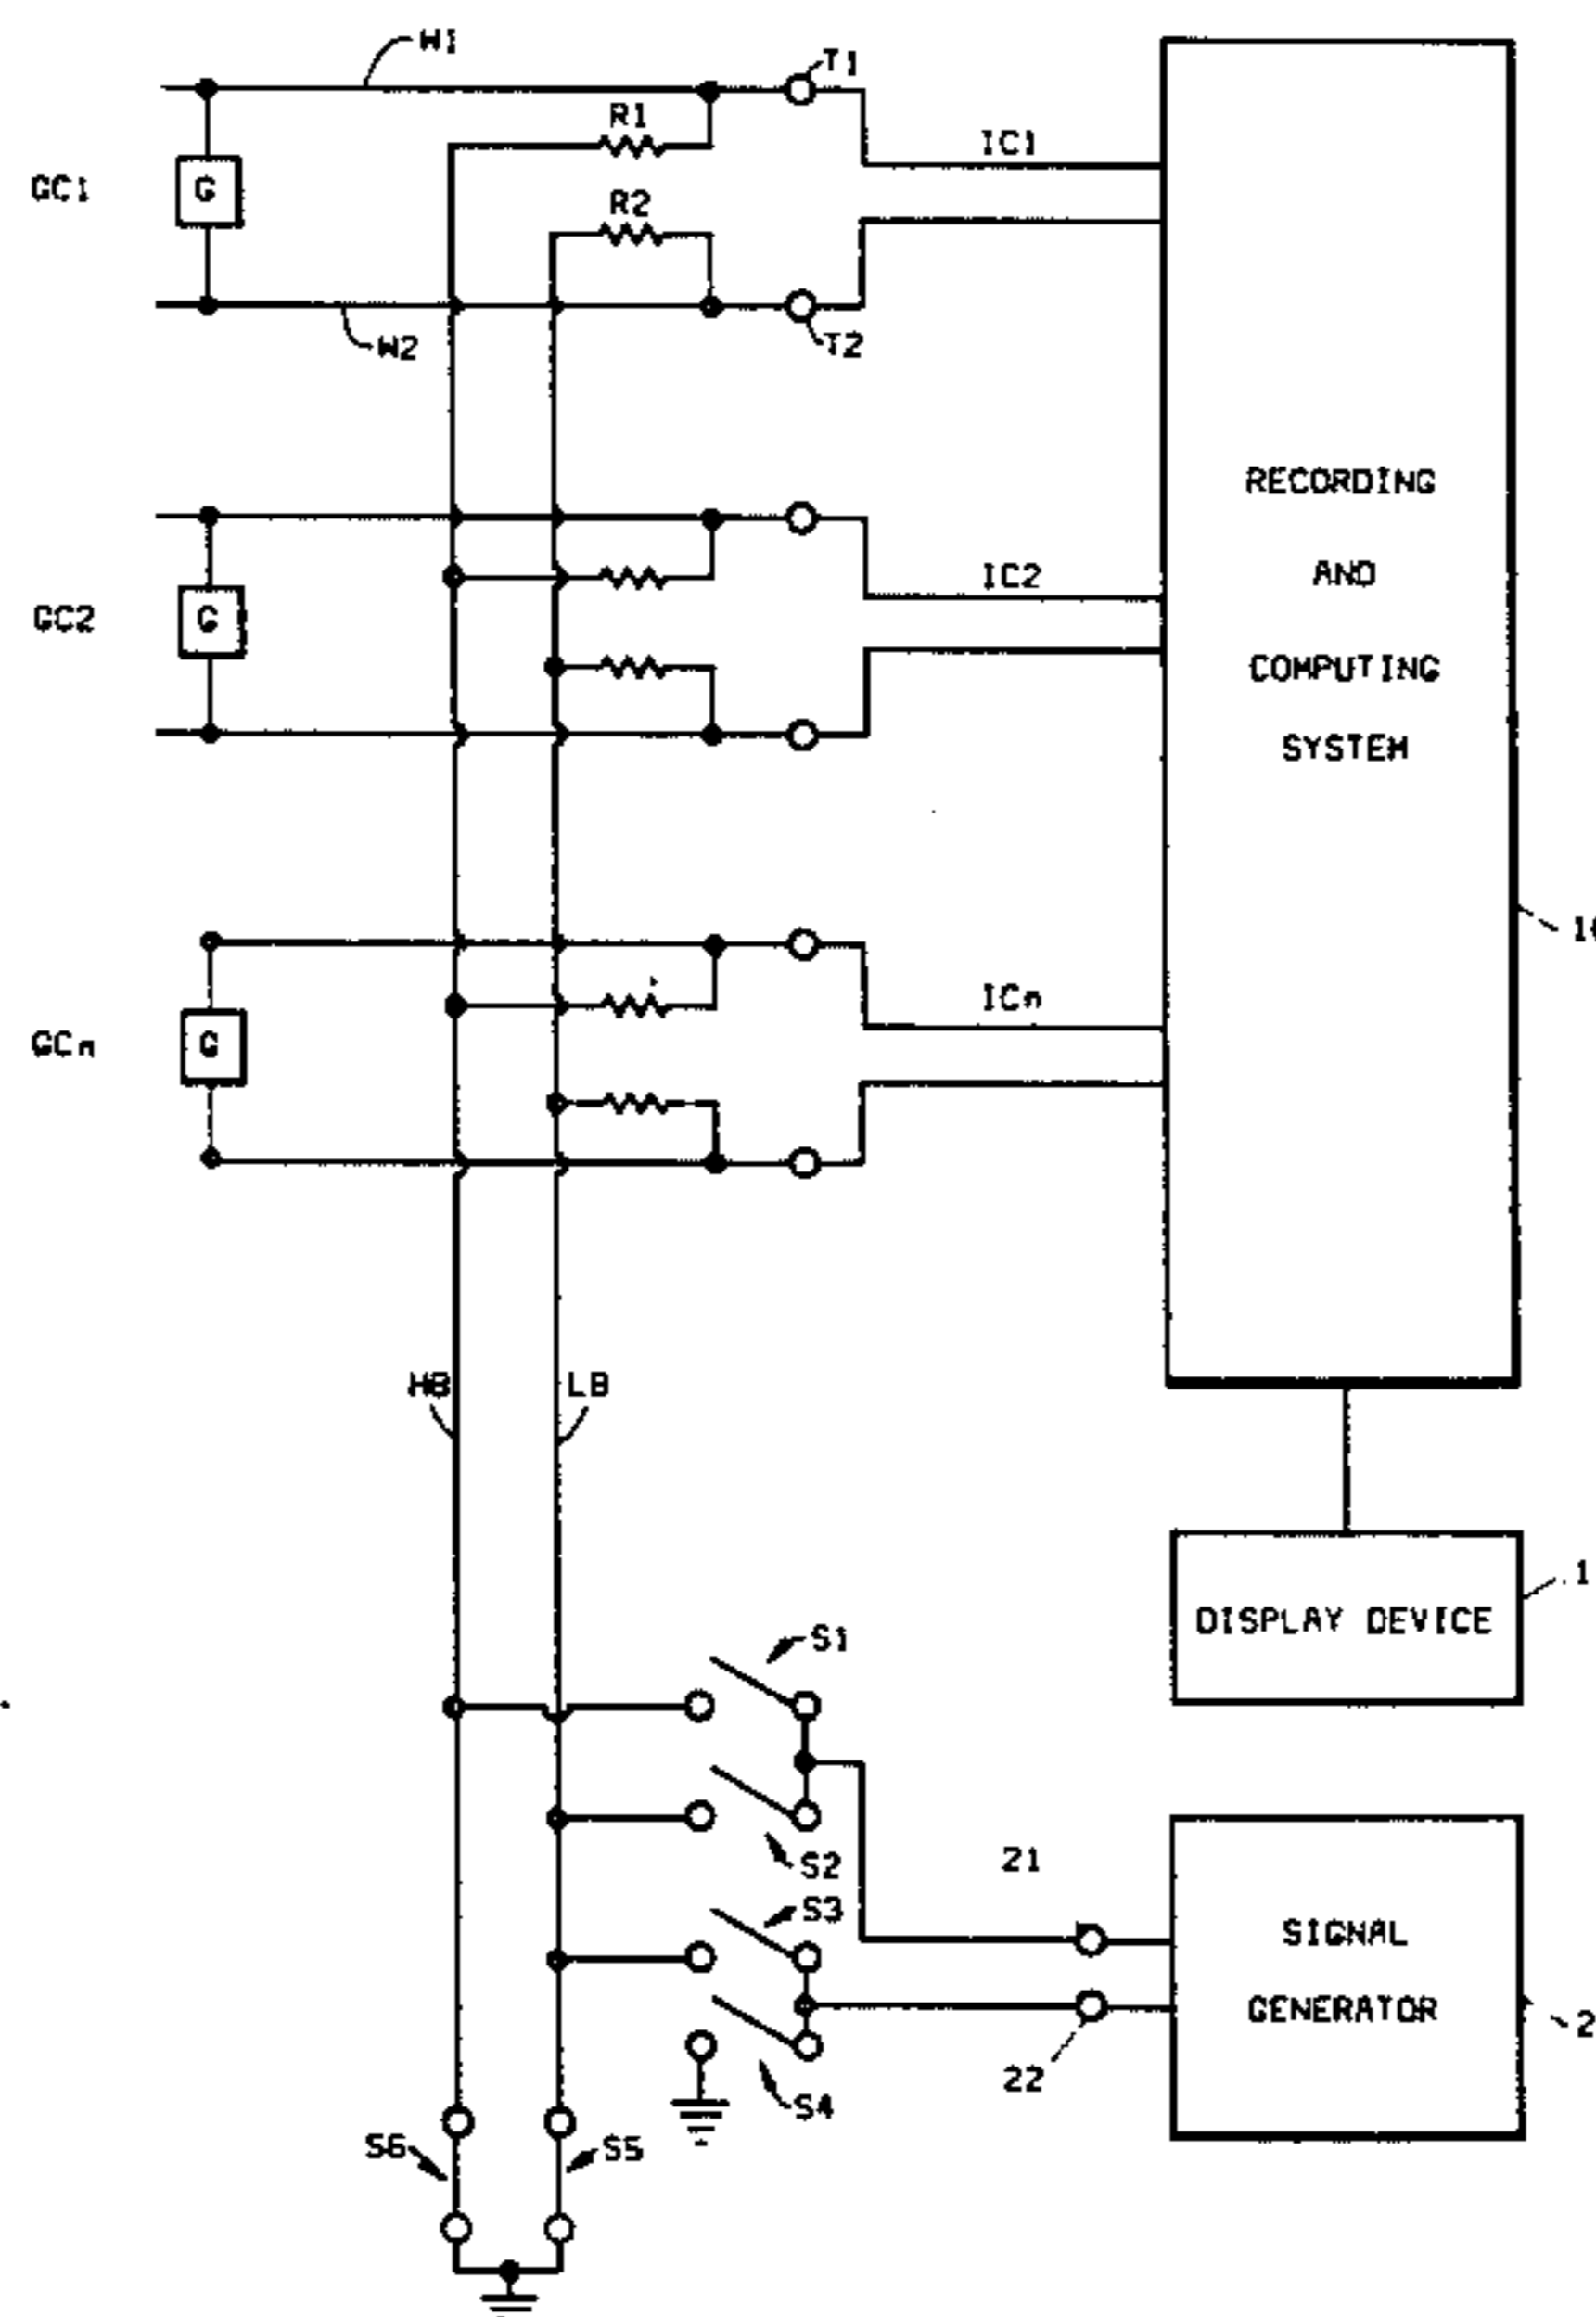 W1
T1
R1
IC1
GC1
G
R2
W2
T2
RECORDING
AND
COMPUTING
SYSTEM
IC2
GC2
G
ICn
GCn
G
HB
LB
DISPLAY DEVICE
S1
S2
21
S3
SIGNAL
GENERATOR
22
S4
S6
S5